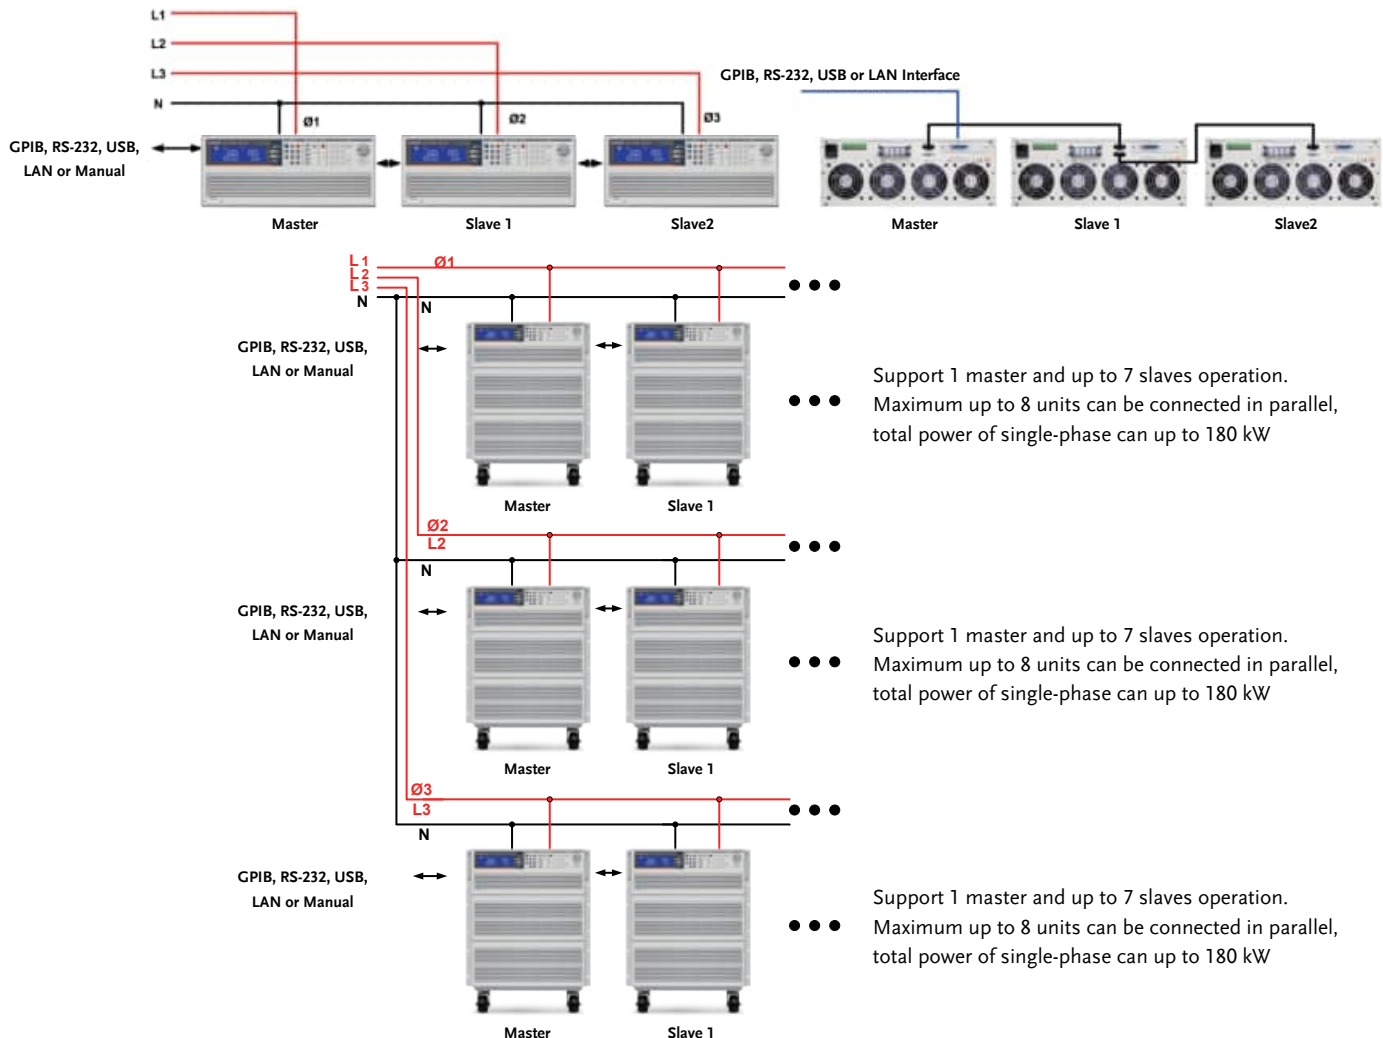 L1
L2
L3
N
Ø1
Ø2
Ø3
GPIB, RS-232, USB,
LAN or Manual
Master
Slave 1
Slave2
GPIB, RS-232, USB or LAN Interface
Master
Slave 1
Slave2
L1
L2
L3
N
Ø1
N
GPIB, RS-232, USB,
LAN or Manual
Master
Slave 1
Support 1 master and up to 7 slaves operation.
Maximum up to 8 units can be connected in parallel,
total power of single-phase can up to 180 kW
Ø2
L2
N
GPIB, RS-232, USB,
LAN or Manual
Master
Slave 1
Support 1 master and up to 7 slaves operation.
Maximum up to 8 units can be connected in parallel,
total power of single-phase can up to 180 kW
Ø3
L3
N
GPIB, RS-232, USB,
LAN or Manual
Master
Slave 1
Support 1 master and up to 7 slaves operation.
Maximum up to 8 units can be connected in parallel,
total power of single-phase can up to 180 kW